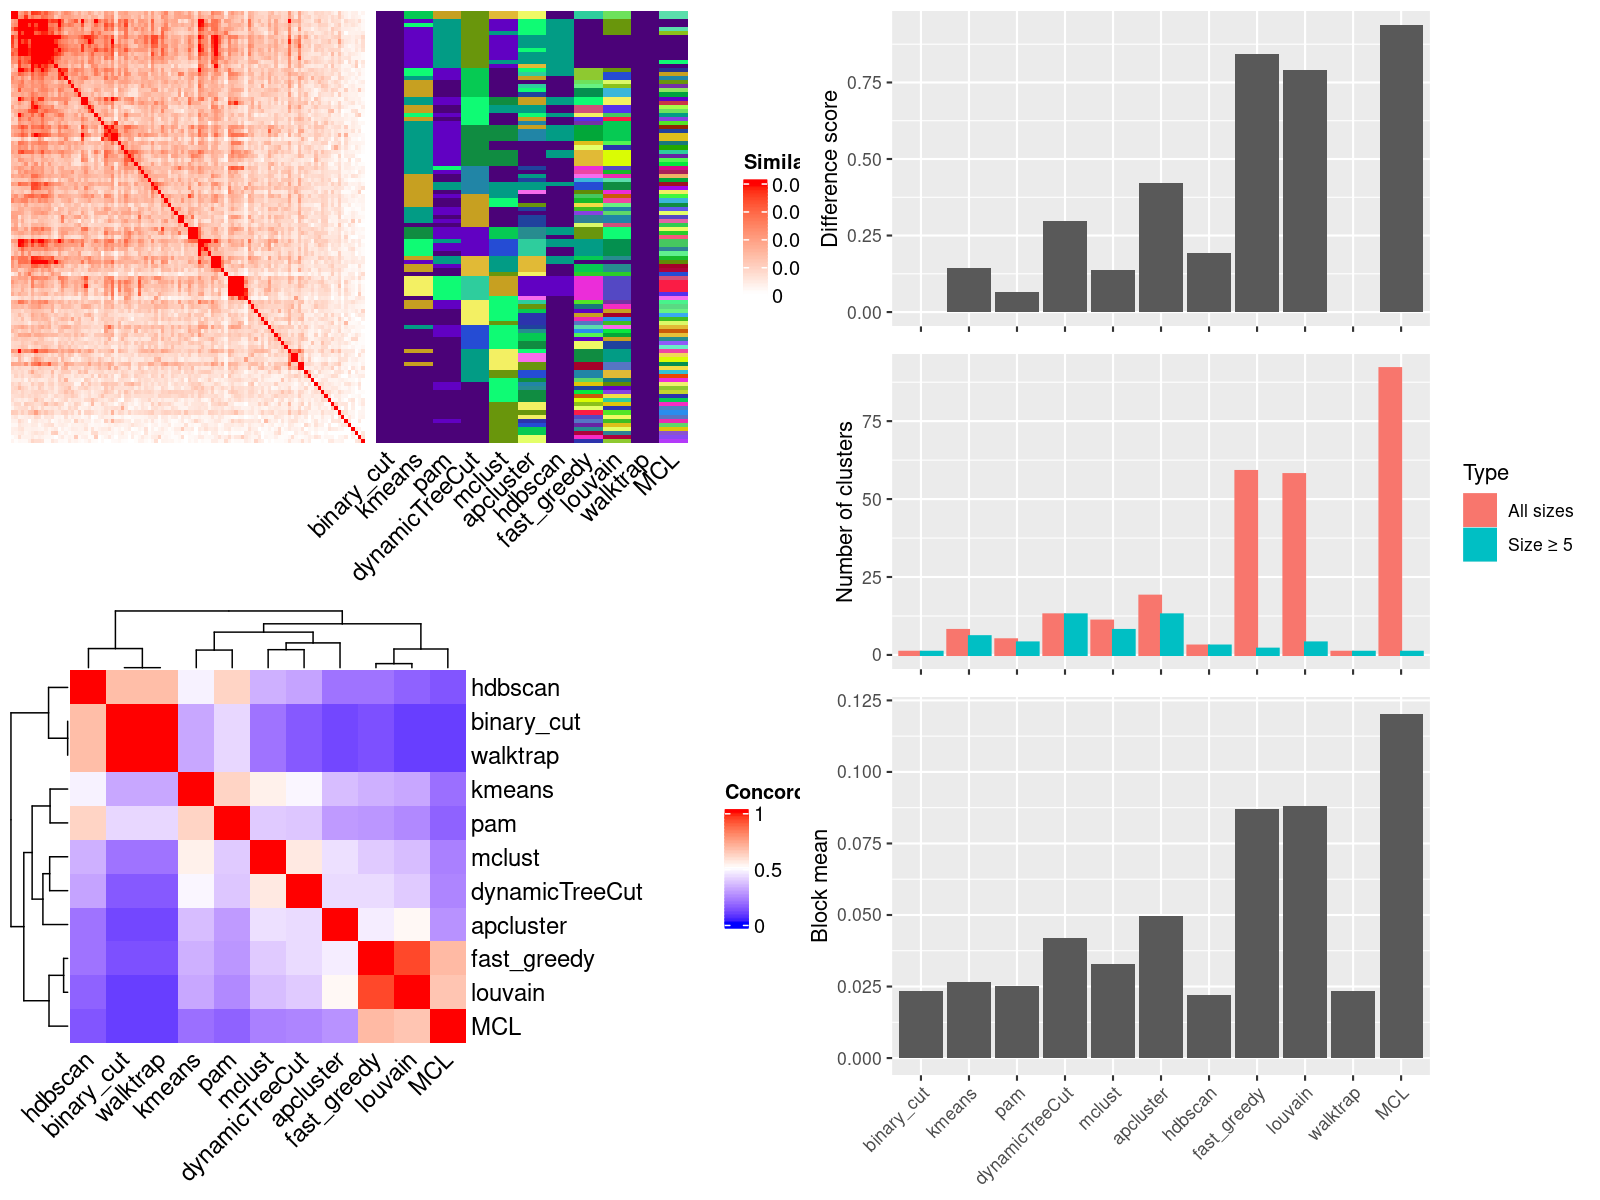 Simila
0.0
0.0
0.0
0.0
0
binary_cut
kmeans
pam
dynamicTreeCut
mclust
apcluster
hdbscan
fast_greedy
louvain
walktrap
MCL
hdbscan
binary_cut
walktrap
kmeans
pam
mclust
dynamicTreeCut
apcluster
fast_greedy
louvain
MCL
hdbscan
binary_cut
walktrap
kmeans
pam
mclust
dynamicTreeCut
apcluster
fast_greedy
louvain
MCL
Concord
1
0.5
0
Difference score
0.75
0.50
0.25
0.00
Number of clusters
75
50
25
0
Type
All sizes
Size ≥ 5
Block mean
0.125
0.100
0.075
0.050
0.025
0.000
binary_cut
kmeans
pam
dynamicTreeCut
mclust
apcluster
hdbscan
fast_greedy
louvain
walktrap
MCL